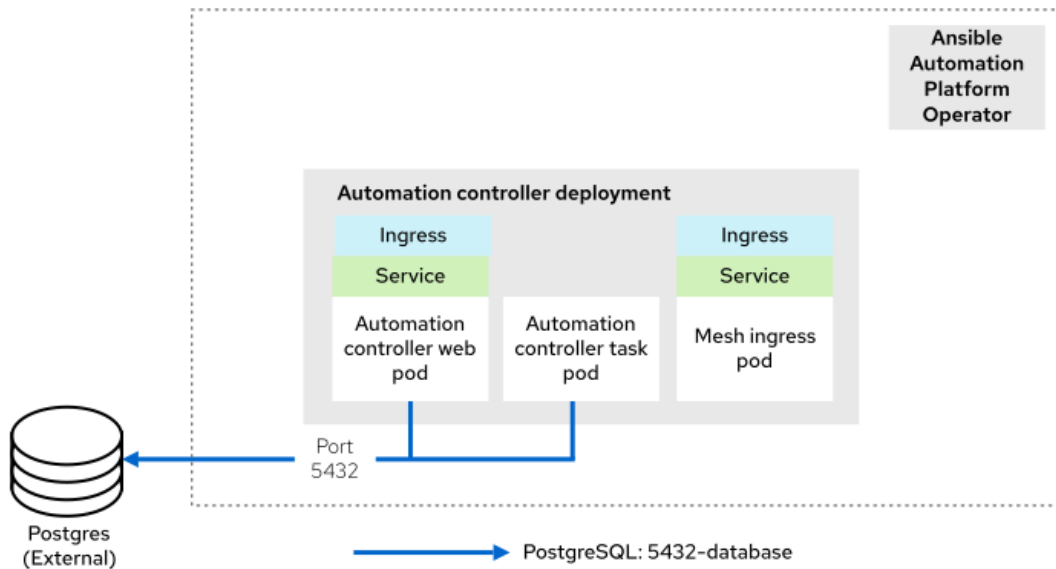 Ansible
Automation
Platform
Operator
Automation controller deployment
Ingress
Service
Automation
controller web
pod
Automation
controller task
pod
Ingress
Service
Mesh ingress
pod
Port
5432
Postgres
(External)
PostgreSQL: 5432-database